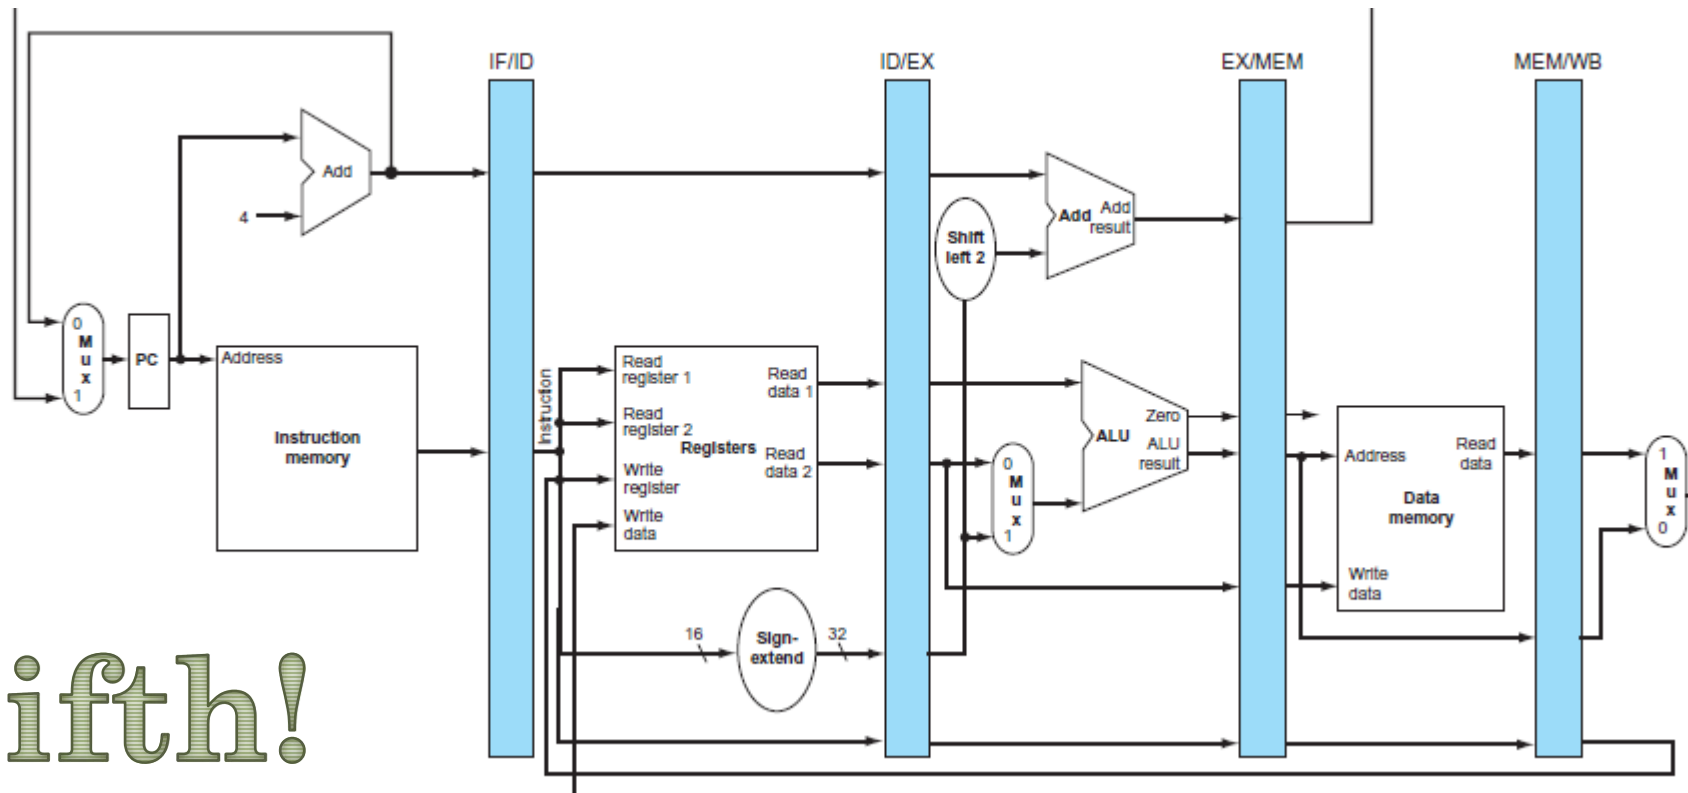 IF/ID
ID/EX
EX/MEM
MEM/WB
Add
4
Shift
left 2
Add
Add
result
0
M
u
x
1
PC
Address
Instruction
memory
Instruction
Read
register 1
Read
register 2
Write
register
Write
data
Registers
Read
data 1
Read
data 2
0
M
u
x
1
Zero
ALU
ALU
result
Address
Read
data
Data
memory
Write
data
1
M
u
x
0
16
Sign-
extend
32
ifth!